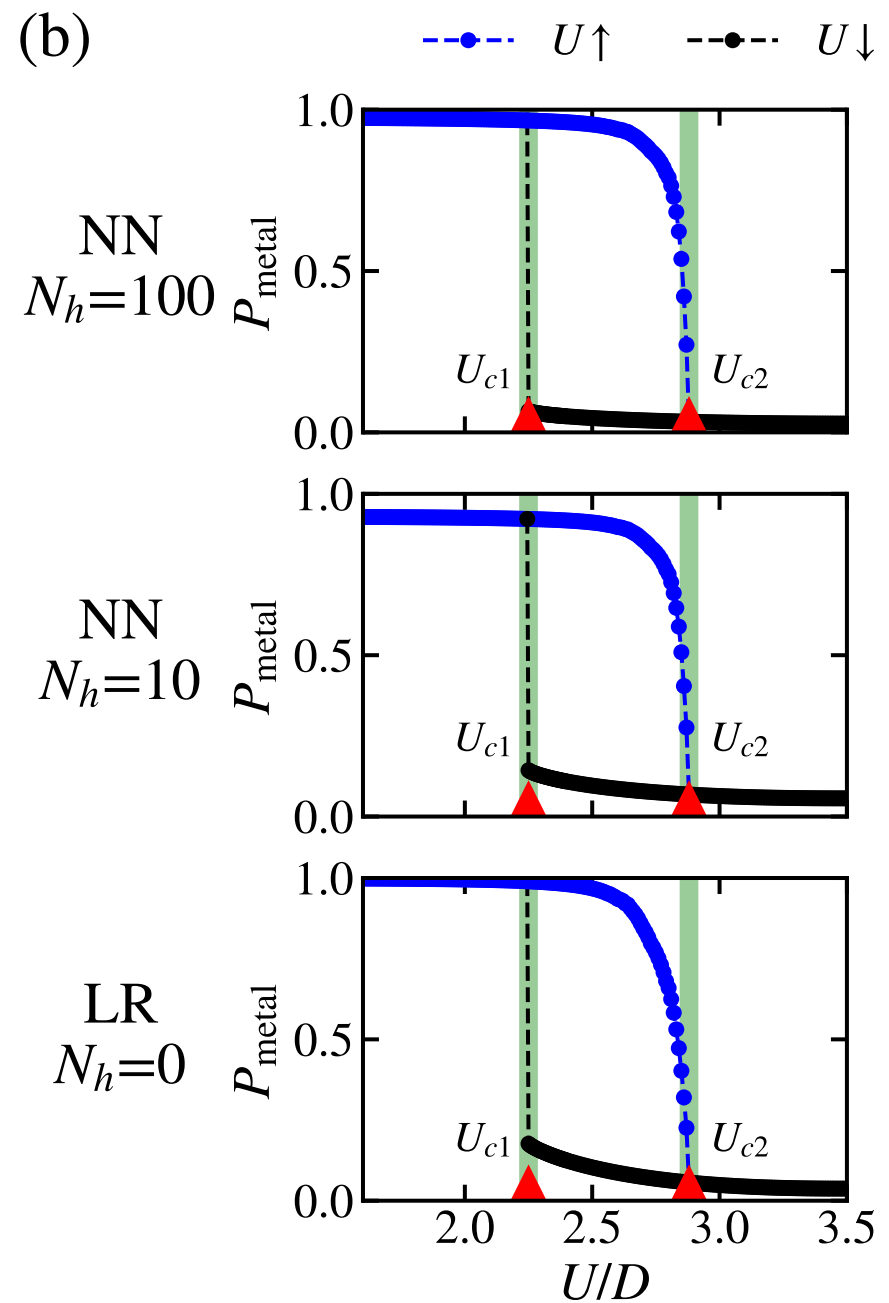 (b)
U↑ U↓
NN
N_h=100
P_metal
1.0
0.5
0.0
U_c1
U_c2
NN
N_h=10
P_metal
1.0
0.5
0.0
U_c1
U_c2
LR
N_h=0
P_metal
1.0
0.5
0.0
U_c1
U_c2
2.0 2.5 3.0 3.5
U/D